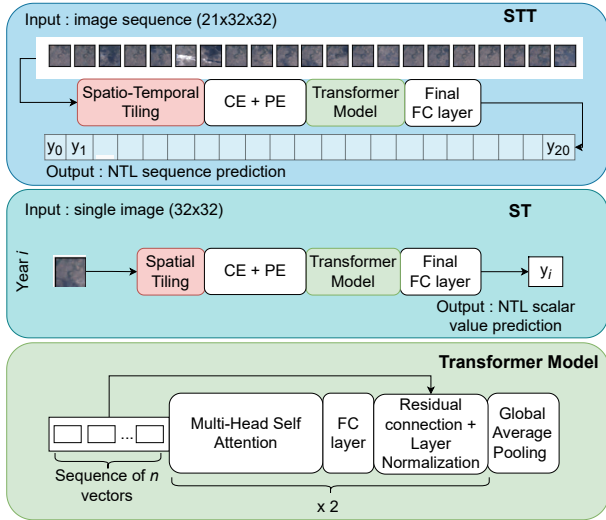 Input : image sequence (21x32x32)
STT
Spatio-Temporal
Tiling
CE + PE
Transformer
Model
Final
FC layer
y0 y1 y20
Output : NTL sequence prediction
Input : single image (32x32)
ST
Year i
Spatial
Tiling
CE + PE
Transformer
Model
Final
FC layer
yi
Output : NTL scalar
value prediction
Transformer Model
...
Sequence of n
vectors
Multi-Head Self
Attention
FC
layer
Residual
connection +
Layer
Normalization
Global
Average
Pooling
x 2